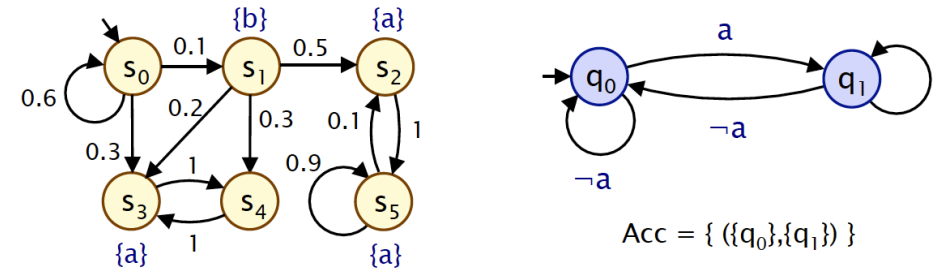 {b}
{a}
s₀
0.1
s₁
0.5
s₂
0.6
0.3
0.2
0.3
0.1
1
s₃
1
s₄
1
0.9
s₅
{a}
{a}
a
q₀
q₁
¬a
¬a
Acc = { ({q₀},{q₁}) }